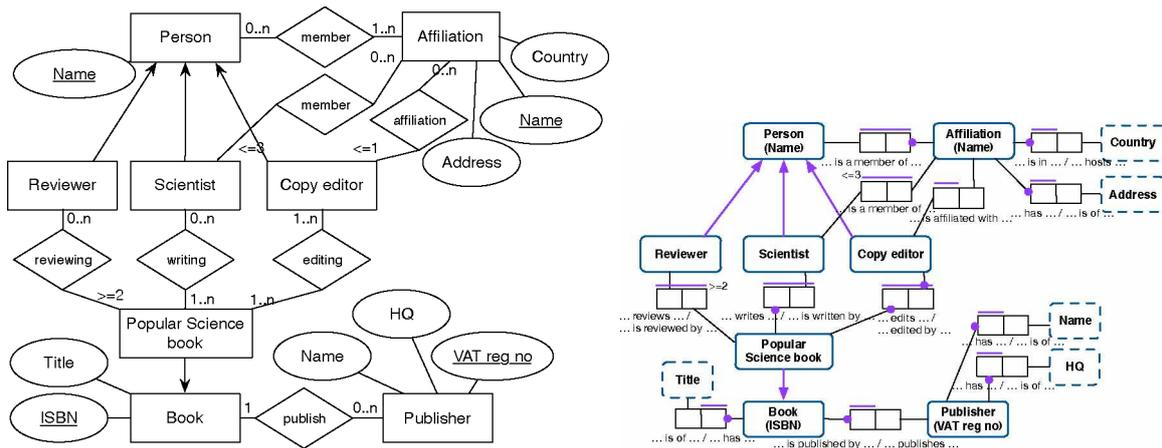 Person
0..n
member
1..n
Affiliation
Country
Name
0..n
0..n
member
affiliation
Name
Address
<=3
<=1
Reviewer
Scientist
Copy editor
0..n
0..n
1..n
reviewing
writing
editing
>=2
1..n
1..n
Popular Science
book
HQ
Title
Name
VAT reg no
ISBN
Book
1
publish
0..n
Publisher
Person
(Name)
Affiliation
(Name)
Country
... is a member of ...
... is in ... / ... hosts ...
<=3
Address
... is a member of ...
... is affiliated with ...
... has ... / ... is of ...
Reviewer
Scientist
Copy editor
>=2
... reviews ... /
... is reviewed by ...
... writes ... / ... is written by ...
... edits ... /
... edited by ...
Name
... has ... / ... is of ...
Popular
Science book
HQ
... has ... / ... is of ...
Title
Book
(ISBN)
Publisher
(VAT reg no)
... is of ... / ... has ...
... is published by ... / ... publishes ...